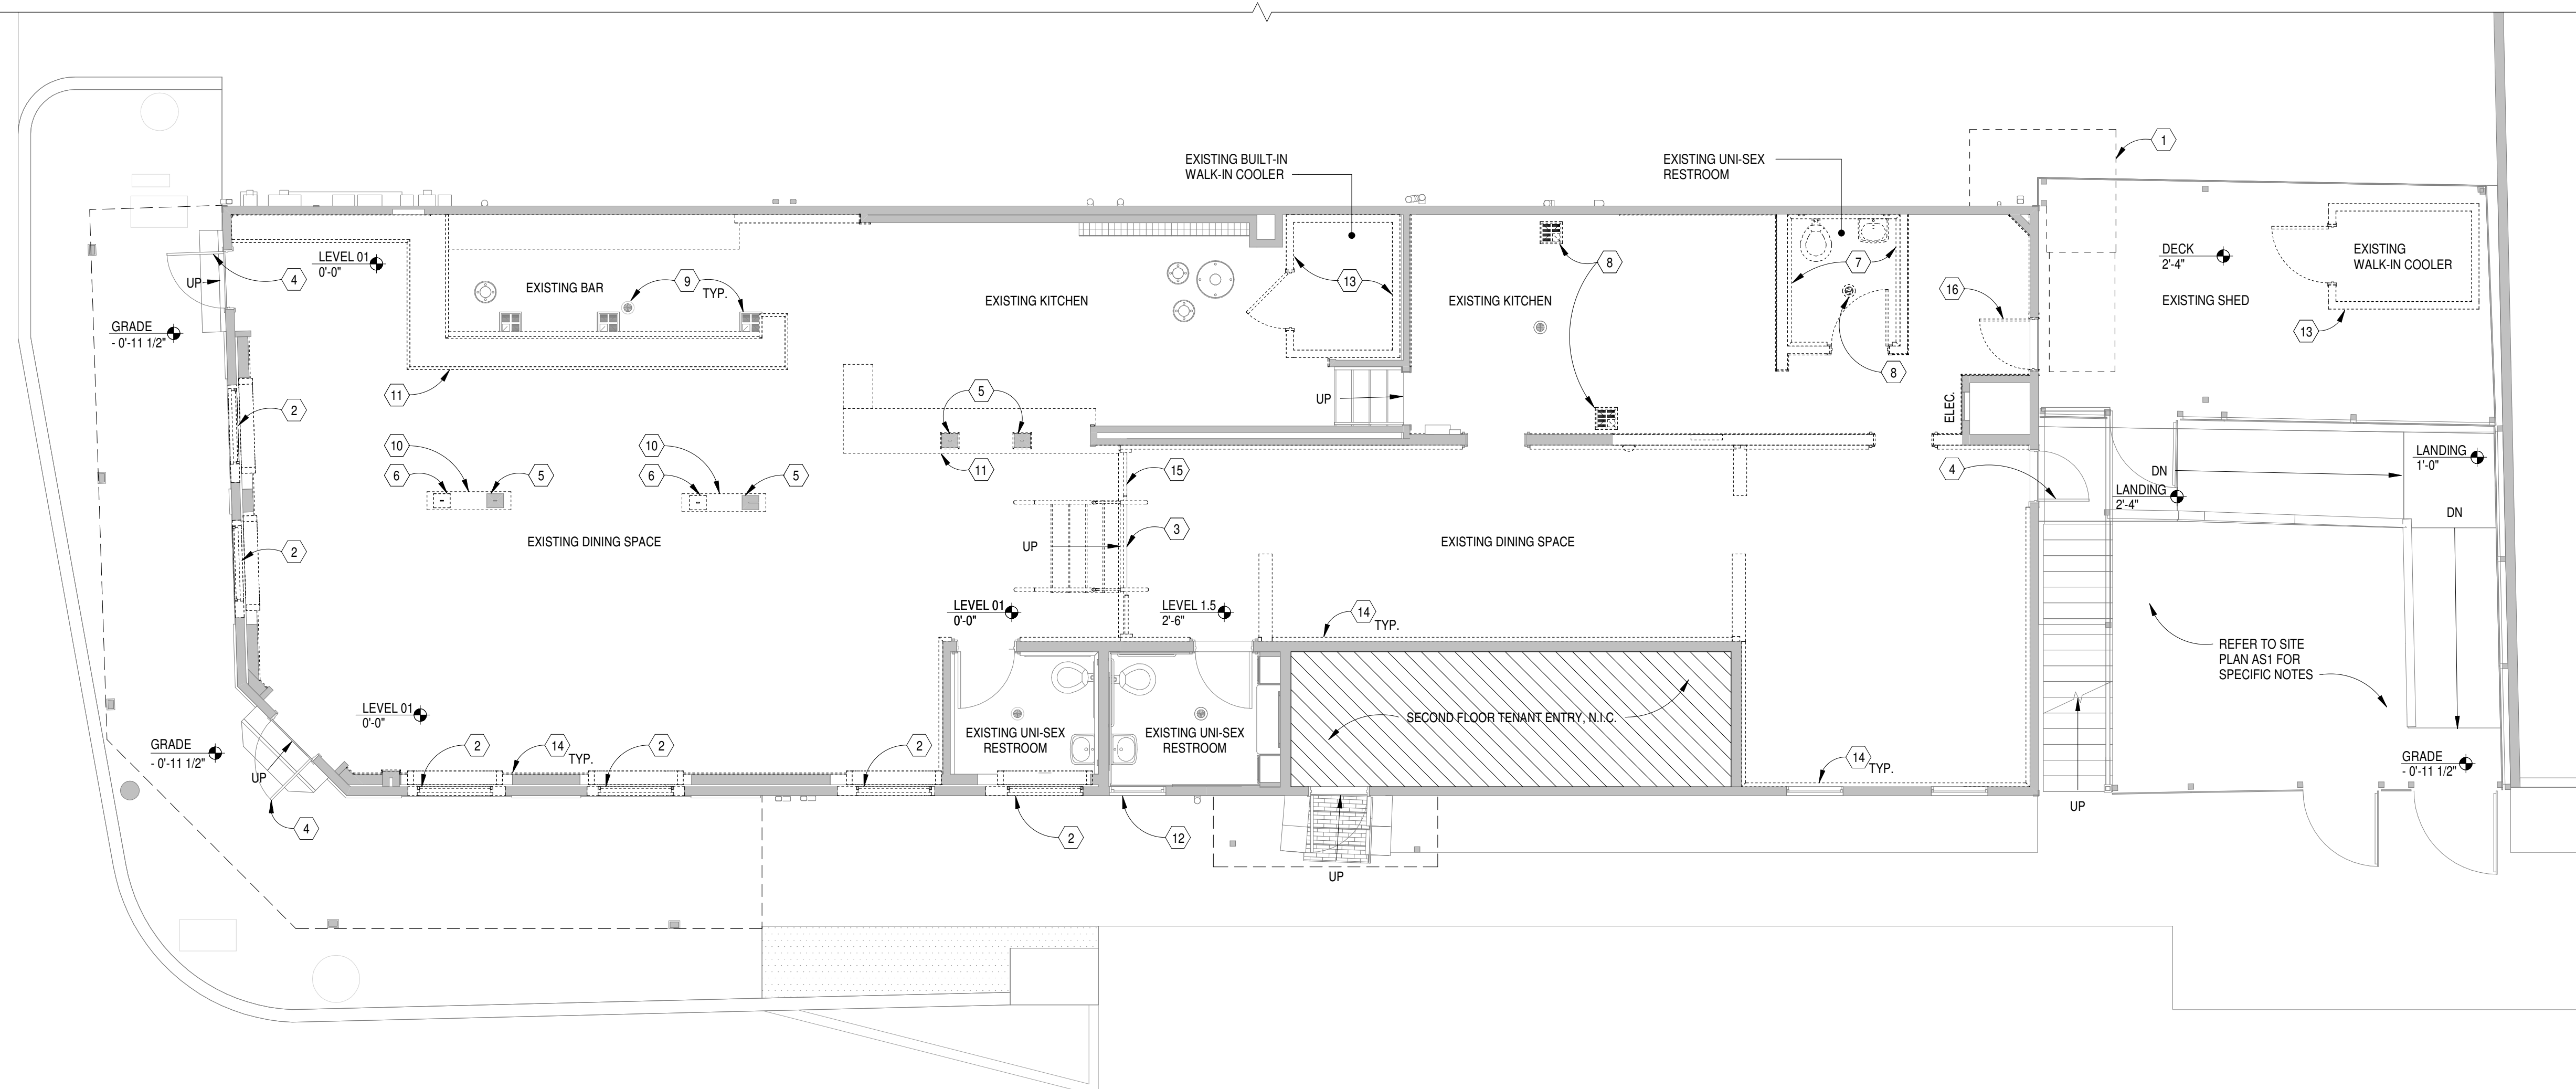 1
EXISTING BUILT-IN
WALK-IN COOLER
EXISTING UNI-SEX
RESTROOM
LEVEL 01
0'-0"
4
UP
EXISTING BAR
9
TYP.
EXISTING KITCHEN
13
EXISTING KITCHEN
8
7
16
DECK
2'-4"
EXISTING
WALK-IN COOLER
EXISTING SHED
13
GRADE
- 0'-11 1/2"
11
8
2
5
UP
ELEC.
10
6
5
10
6
5
11
15
4
DN
LANDING
1'-0"
LANDING
2'-4"
DN
2
EXISTING DINING SPACE
UP
3
EXISTING DINING SPACE
LEVEL 01
0'-0"
LEVEL 1.5
2'-6"
14
TYP.
REFER TO SITE
PLAN AS1 FOR
SPECIFIC NOTES
LEVEL 01
0'-0"
EXISTING UNI-SEX
RESTROOM
EXISTING UNI-SEX
RESTROOM
SECOND FLOOR TENANT ENTRY, N.I.C.
GRADE
- 0'-11 1/2"
UP
2
14
TYP.
2
2
14
TYP.
GRADE
- 0'-11 1/2"
4
2
12
UP
UP